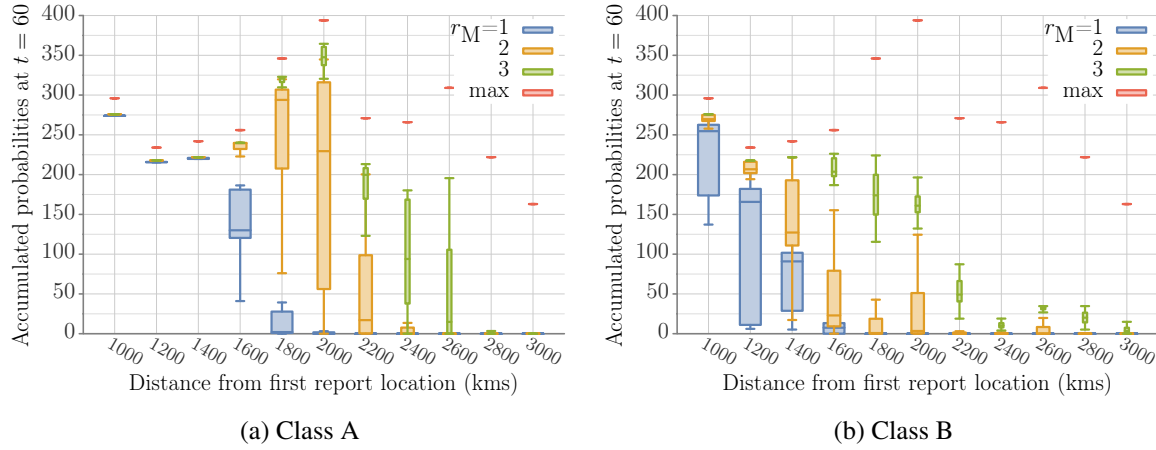 Accumulated probabilities at t = 60
400
350
300
250
200
150
100
50
0
r_M=1
2
3
max
1000 1200 1400 1600 1800 2000 2200 2400 2600 2800 3000
Distance from first report location (kms)
(a) Class A
Accumulated probabilities at t = 60
400
350
300
250
200
150
100
50
0
r_M=1
2
3
max
1000 1200 1400 1600 1800 2000 2200 2400 2600 2800 3000
Distance from first report location (kms)
(b) Class B